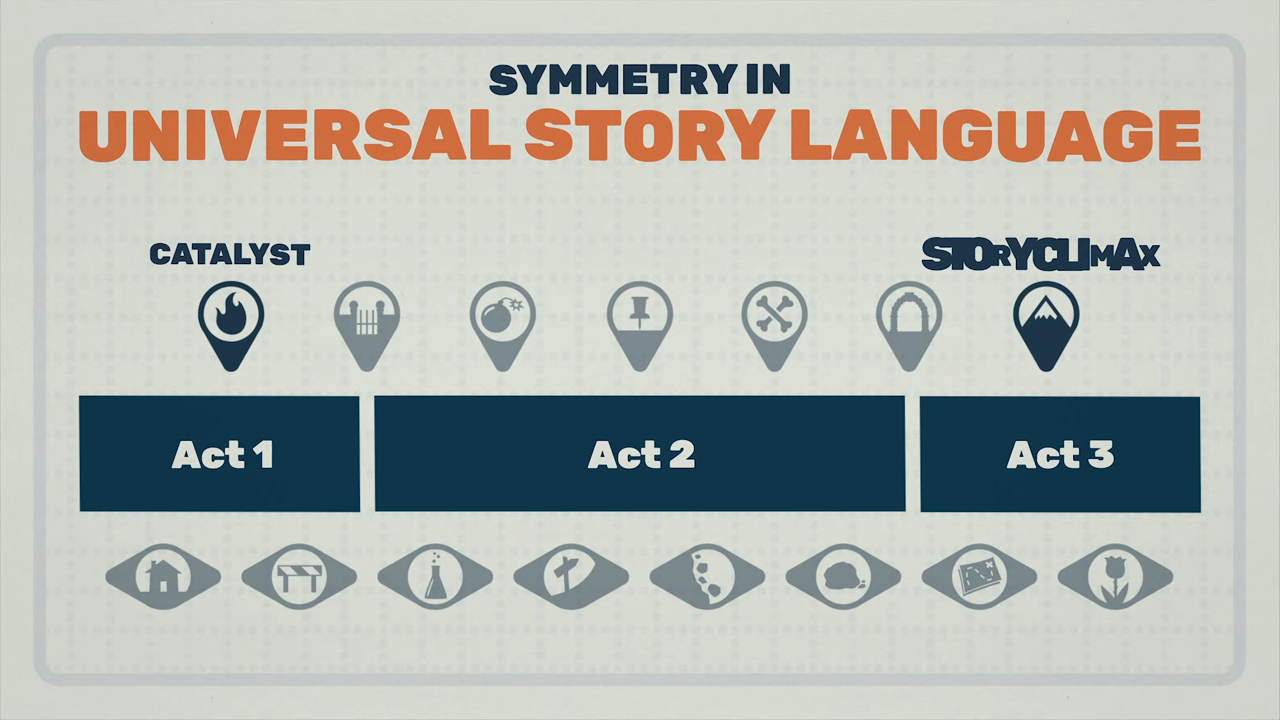 SYMMETRY IN
UNIVERSAL STORY LANGUAGE
CATALYST
STORYCLIMAX
Act 1
Act 2
Act 3